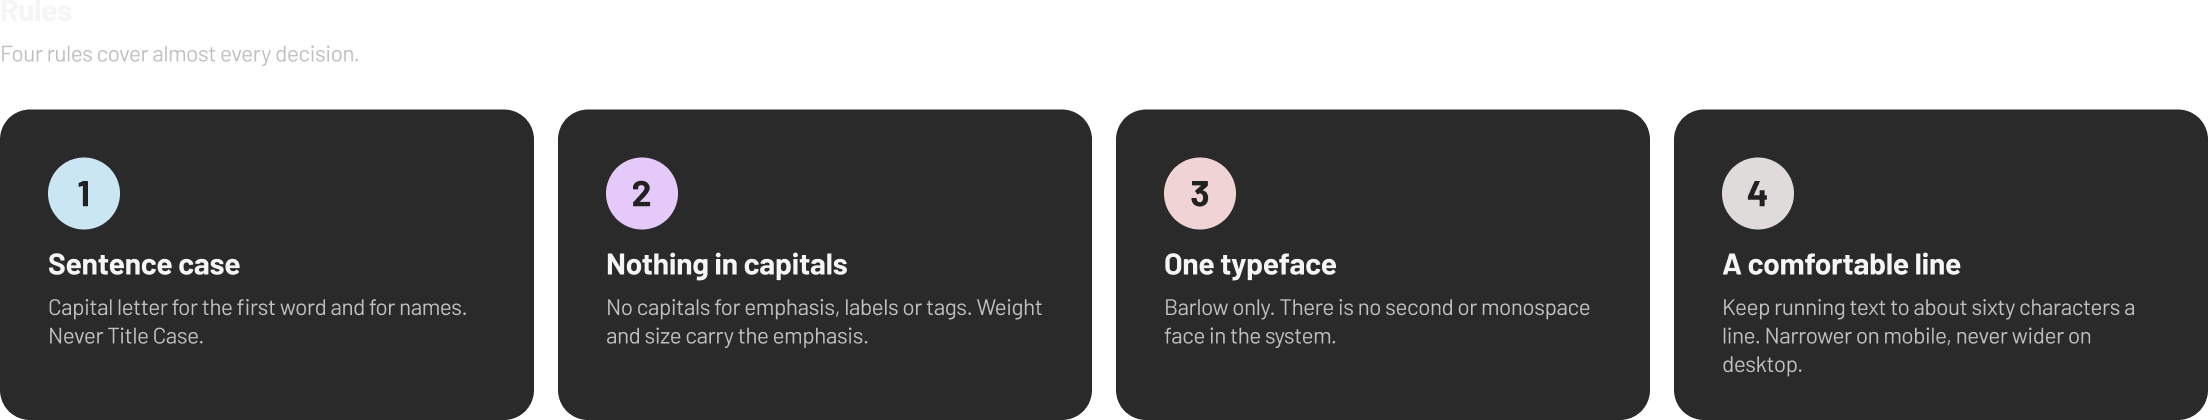 Rules
Four rules cover almost every decision.
1
Sentence case
Capital letter for the first word and for names.
Never Title Case.
2
Nothing in capitals
No capitals for emphasis, labels or tags. Weight
and size carry the emphasis.
3
One typeface
Barlow only. There is no second or monospace
face in the system.
4
A comfortable line
Keep running text to about sixty characters a
line. Narrower on mobile, never wider on
desktop.